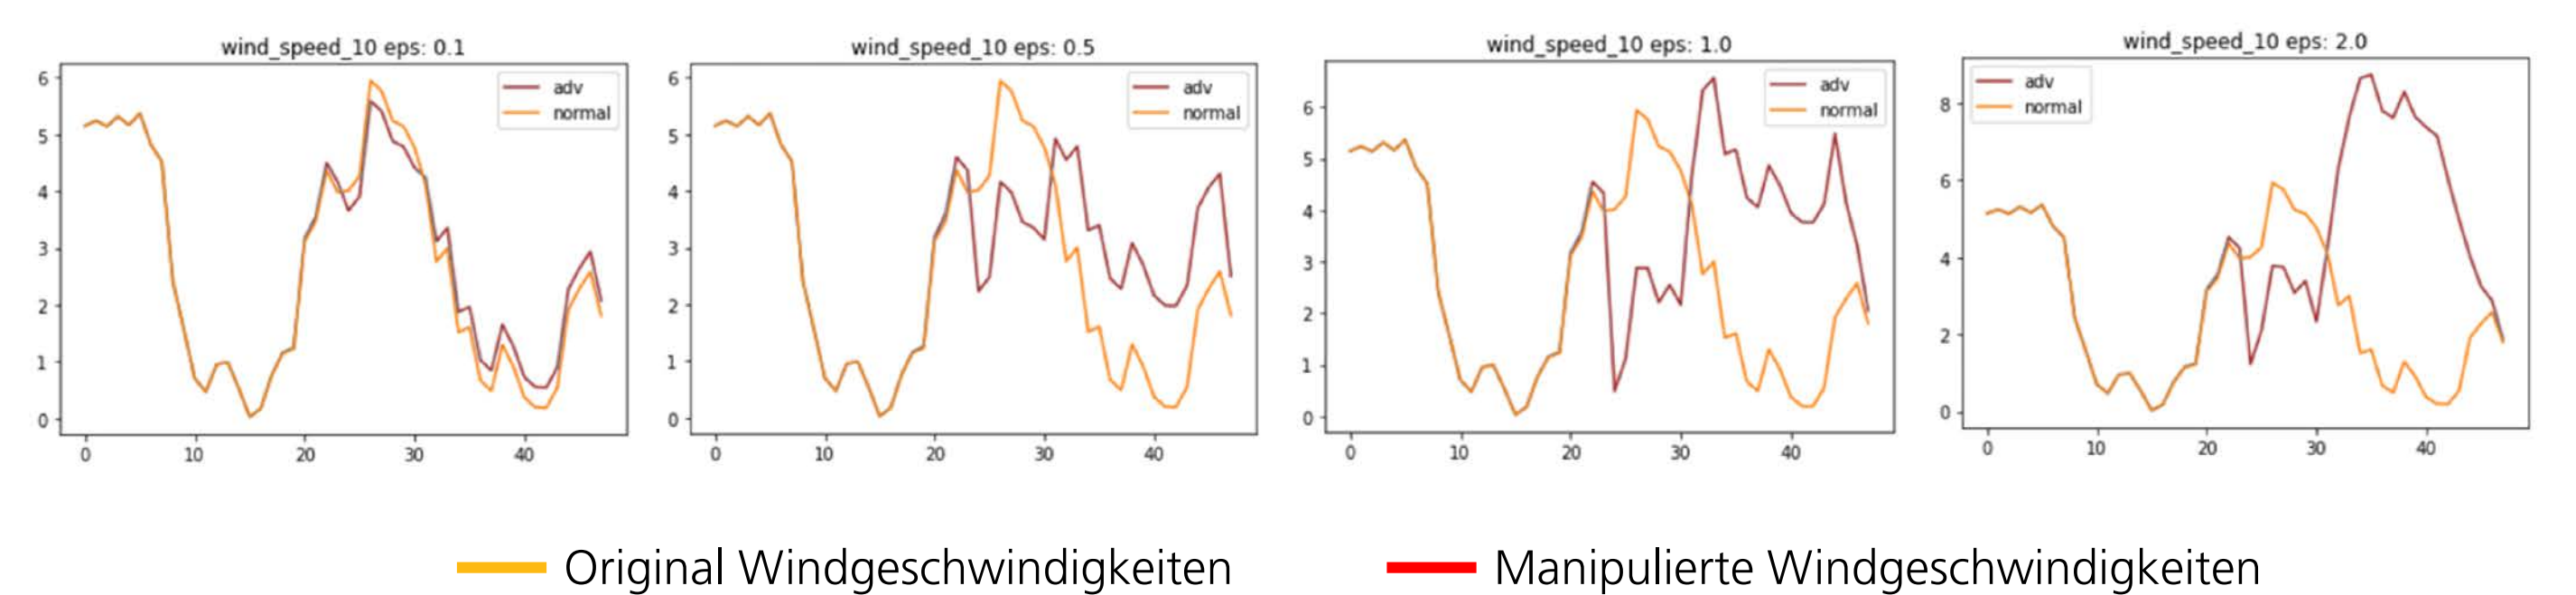 wind_speed_10 eps: 0.1
adv
normal
6
5
4
3
2
1
0
0 10 20 30 40
wind_speed_10 eps: 0.5
adv
normal
6
5
4
3
2
1
0
0 10 20 30 40
wind_speed_10 eps: 1.0
adv
normal
6
5
4
3
2
1
0
0 10 20 30 40
wind_speed_10 eps: 2.0
adv
normal
8
6
4
2
0
0 10 20 30 40
Original Windgeschwindigkeiten
Manipulierte Windgeschwindigkeiten